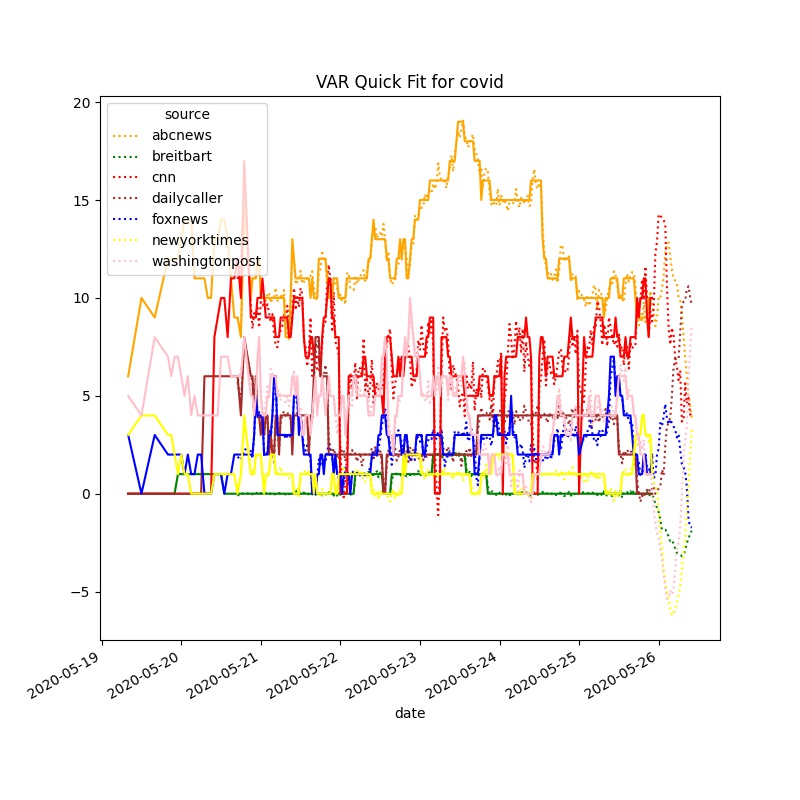 VAR Quick Fit for covid
20
15
10
5
0
−5
source
abcnews
breitbart
cnn
dailycaller
foxnews
newyorktimes
washingtonpost
2020-05-19
2020-05-20
2020-05-21
2020-05-22
2020-05-23
2020-05-24
2020-05-25
2020-05-26
date